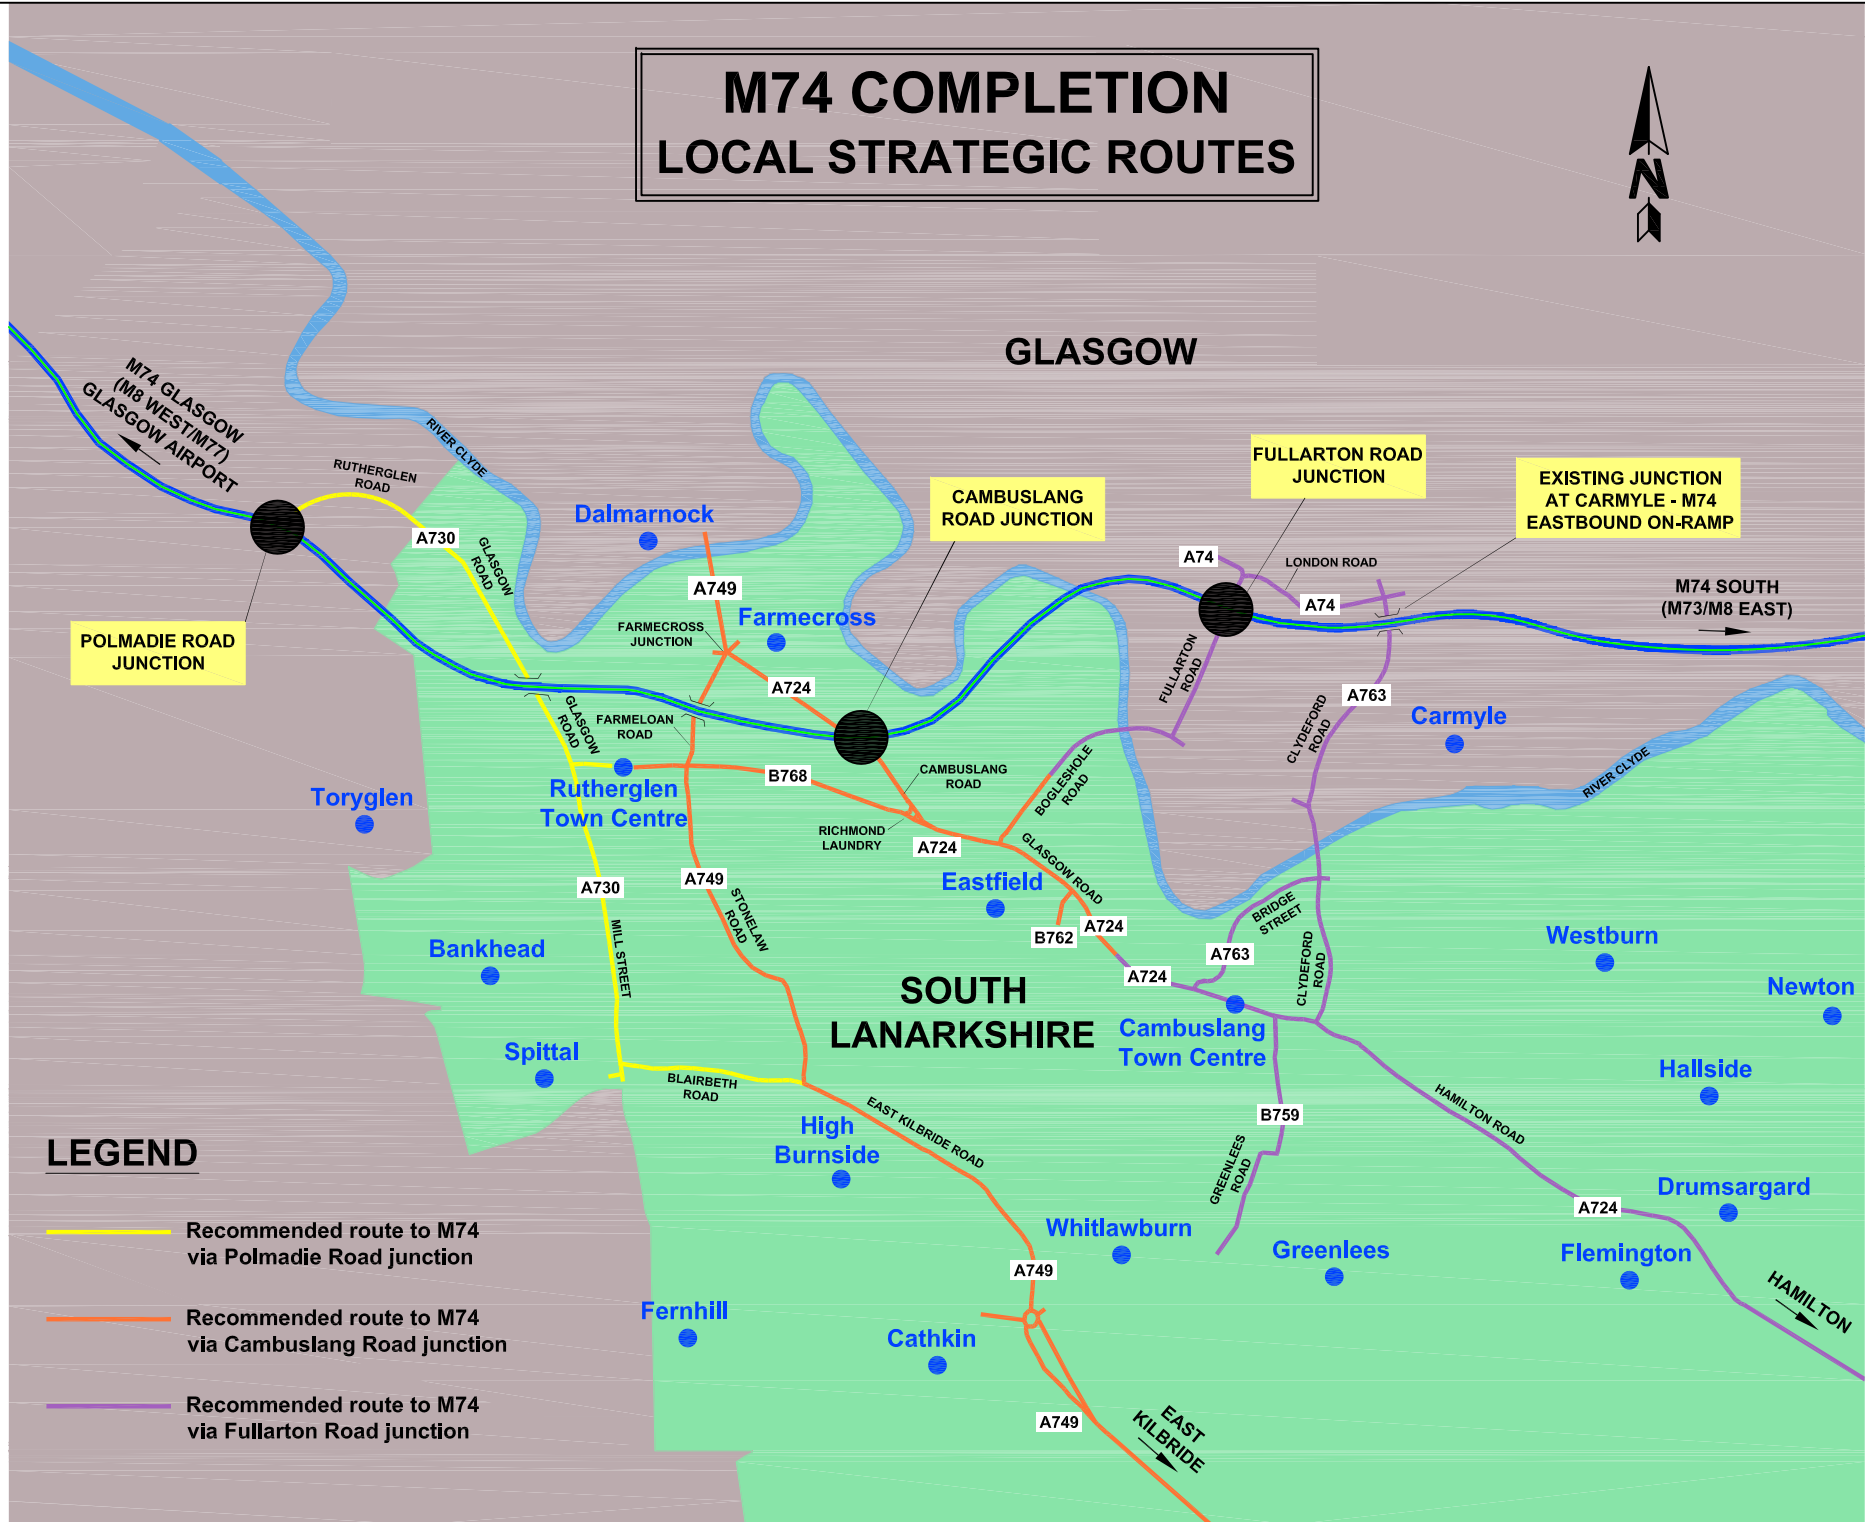 M74 COMPLETION
LOCAL STRATEGIC ROUTES
N
GLASGOW
M74 GLASGOW
(M8 WEST/M77)
GLASGOW AIRPORT
RIVER CLYDE
RUTHERGLEN
ROAD
A730
GLASGOW
ROAD
POLMADIE ROAD
JUNCTION
Dalmarnock
A749
Farmecross
FARMECROSS
JUNCTION
A724
CAMBUSLANG
ROAD JUNCTION
FULLARTON ROAD
JUNCTION
EXISTING JUNCTION
AT CARMYLE - M74
EASTBOUND ON-RAMP
A74
LONDON ROAD
A74
M74 SOUTH
(M73/M8 EAST)
FULLARTON
ROAD
A763
CLYDEFORD
ROAD
Carmyle
RIVER CLYDE
GLASGOW
ROAD
FARMELOAN
ROAD
B768
Rutherglen
Town Centre
CAMBUSLANG
ROAD
BOGLESHOLE
ROAD
Toryglen
RICHMOND
LAUNDRY
A724
GLASGOW ROAD
Eastfield
A730
A749
STONELAW
ROAD
MILL STREET
B762
A724
BRIDGE
STREET
A763
A724
CLYDEFORD
ROAD
Westburn
Newton
Bankhead
SOUTH
LANARKSHIRE
Cambuslang
Town Centre
Spittal
BLAIRBETH
ROAD
Hallside
HAMILTON ROAD
B759
EAST KILBRIDE ROAD
High
Burnside
GREENLEES
ROAD
Drumsargard
A724
Whitlawburn
Greenlees
Flemington
A749
HAMILTON
Fernhill
Cathkin
A749
EAST
KILBRIDE
LEGEND
Recommended route to M74
via Polmadie Road junction
Recommended route to M74
via Cambuslang Road junction
Recommended route to M74
via Fullarton Road junction